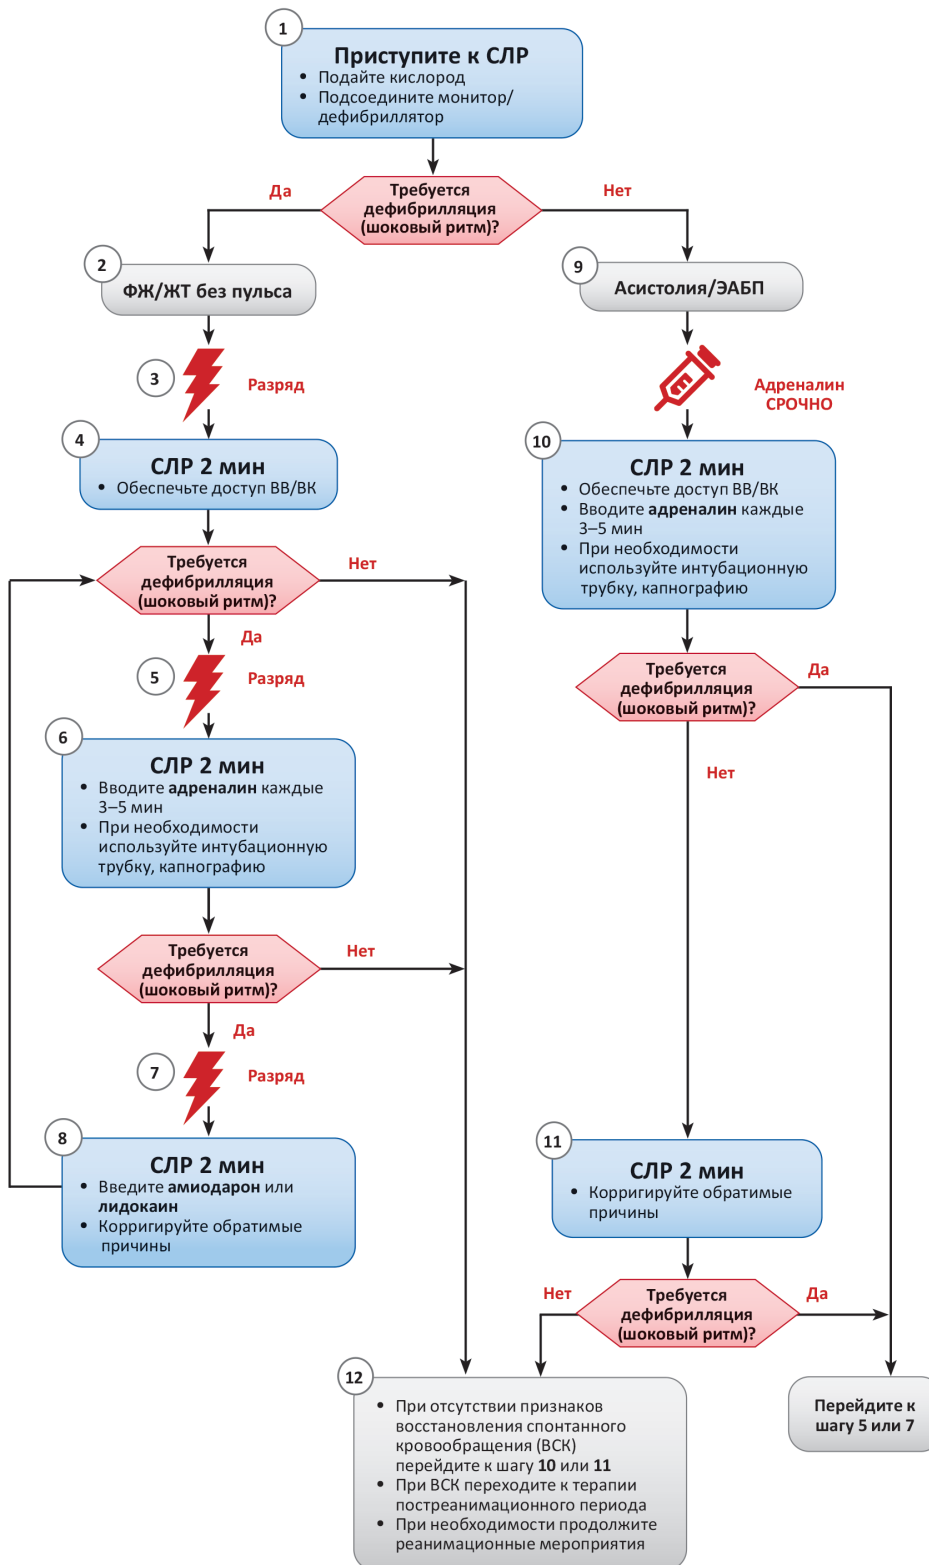 1
Приступите к СЛР
• Подайте кислород
• Подсоедините монитор/
дефибриллятор
Требуется
дефибрилляция
(шоковый ритм)?
Да
Нет
2
ФЖ/ЖТ без пульса
3
Разряд
4
СЛР 2 мин
• Обеспечьте доступ ВВ/ВК
Требуется
дефибрилляция
(шоковый ритм)?
Нет
Да
5
Разряд
6
СЛР 2 мин
• Вводите адреналин каждые
3–5 мин
• При необходимости
используйте интубационную
трубку, капнографию
Требуется
дефибрилляция
(шоковый ритм)?
Нет
Да
7
Разряд
8
СЛР 2 мин
• Введите амиодарон или
лидокаин
• Корригируйте обратимые
причины
9
Асистолия/ЭАБП
Адреналин
СРОЧНО
10
СЛР 2 мин
• Обеспечьте доступ ВВ/ВК
• Вводите адреналин каждые
3–5 мин
• При необходимости
используйте интубационную
трубку, капнографию
Требуется
дефибрилляция
(шоковый ритм)?
Да
Нет
11
СЛР 2 мин
• Корригируйте обратимые
причины
Требуется
дефибрилляция
(шоковый ритм)?
Нет
Да
12
• При отсутствии признаков
восстановления спонтанного
кровообращения (ВСК)
перейдите к шагу 10 или 11
• При ВСК переходите к терапии
постреанимационного периода
• При необходимости продолжите
реанимационные мероприятия
Перейдите к
шагу 5 или 7